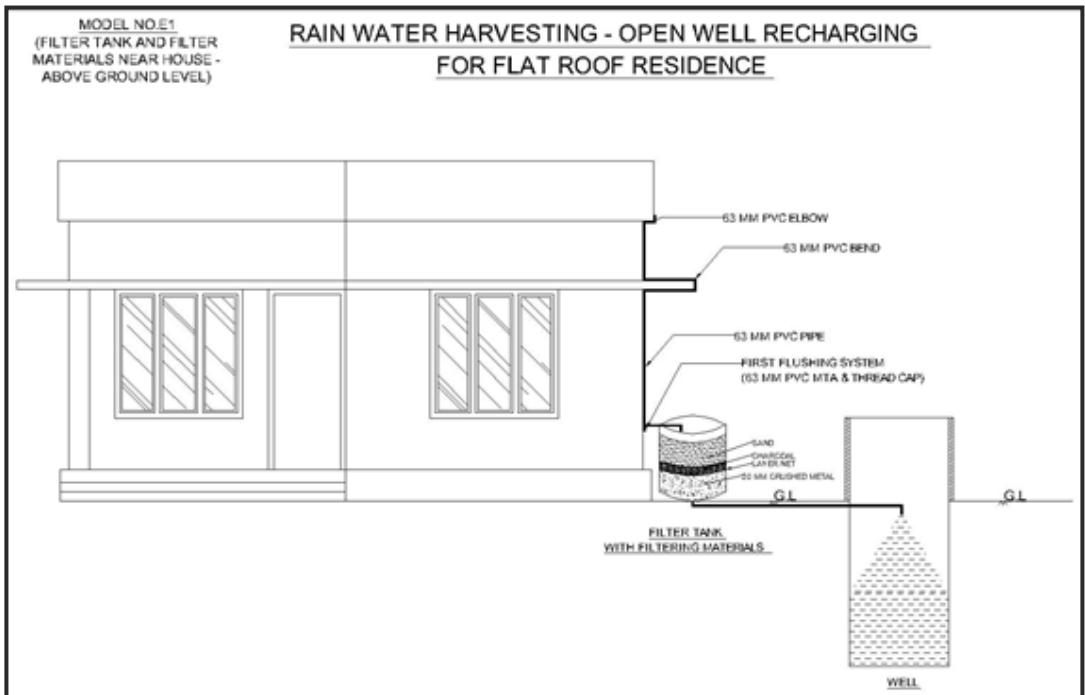 MODEL NO.E1
(FILTER TANK AND FILTER
MATERIALS NEAR HOUSE -
ABOVE GROUND LEVEL)
RAIN WATER HARVESTING - OPEN WELL RECHARGING
FOR FLAT ROOF RESIDENCE
63 MM PVC ELBOW
63 MM PVC BEND
63 MM PVC PIPE
FIRST FLUSHING SYSTEM
(63 MM PVC MTA & THREAD CAP)
SAND
CHARCOAL
LAYER NET
20 MM CRUSHED METAL
G.L
G.L
FILTER TANK
WITH FILTERING MATERIALS
WELL